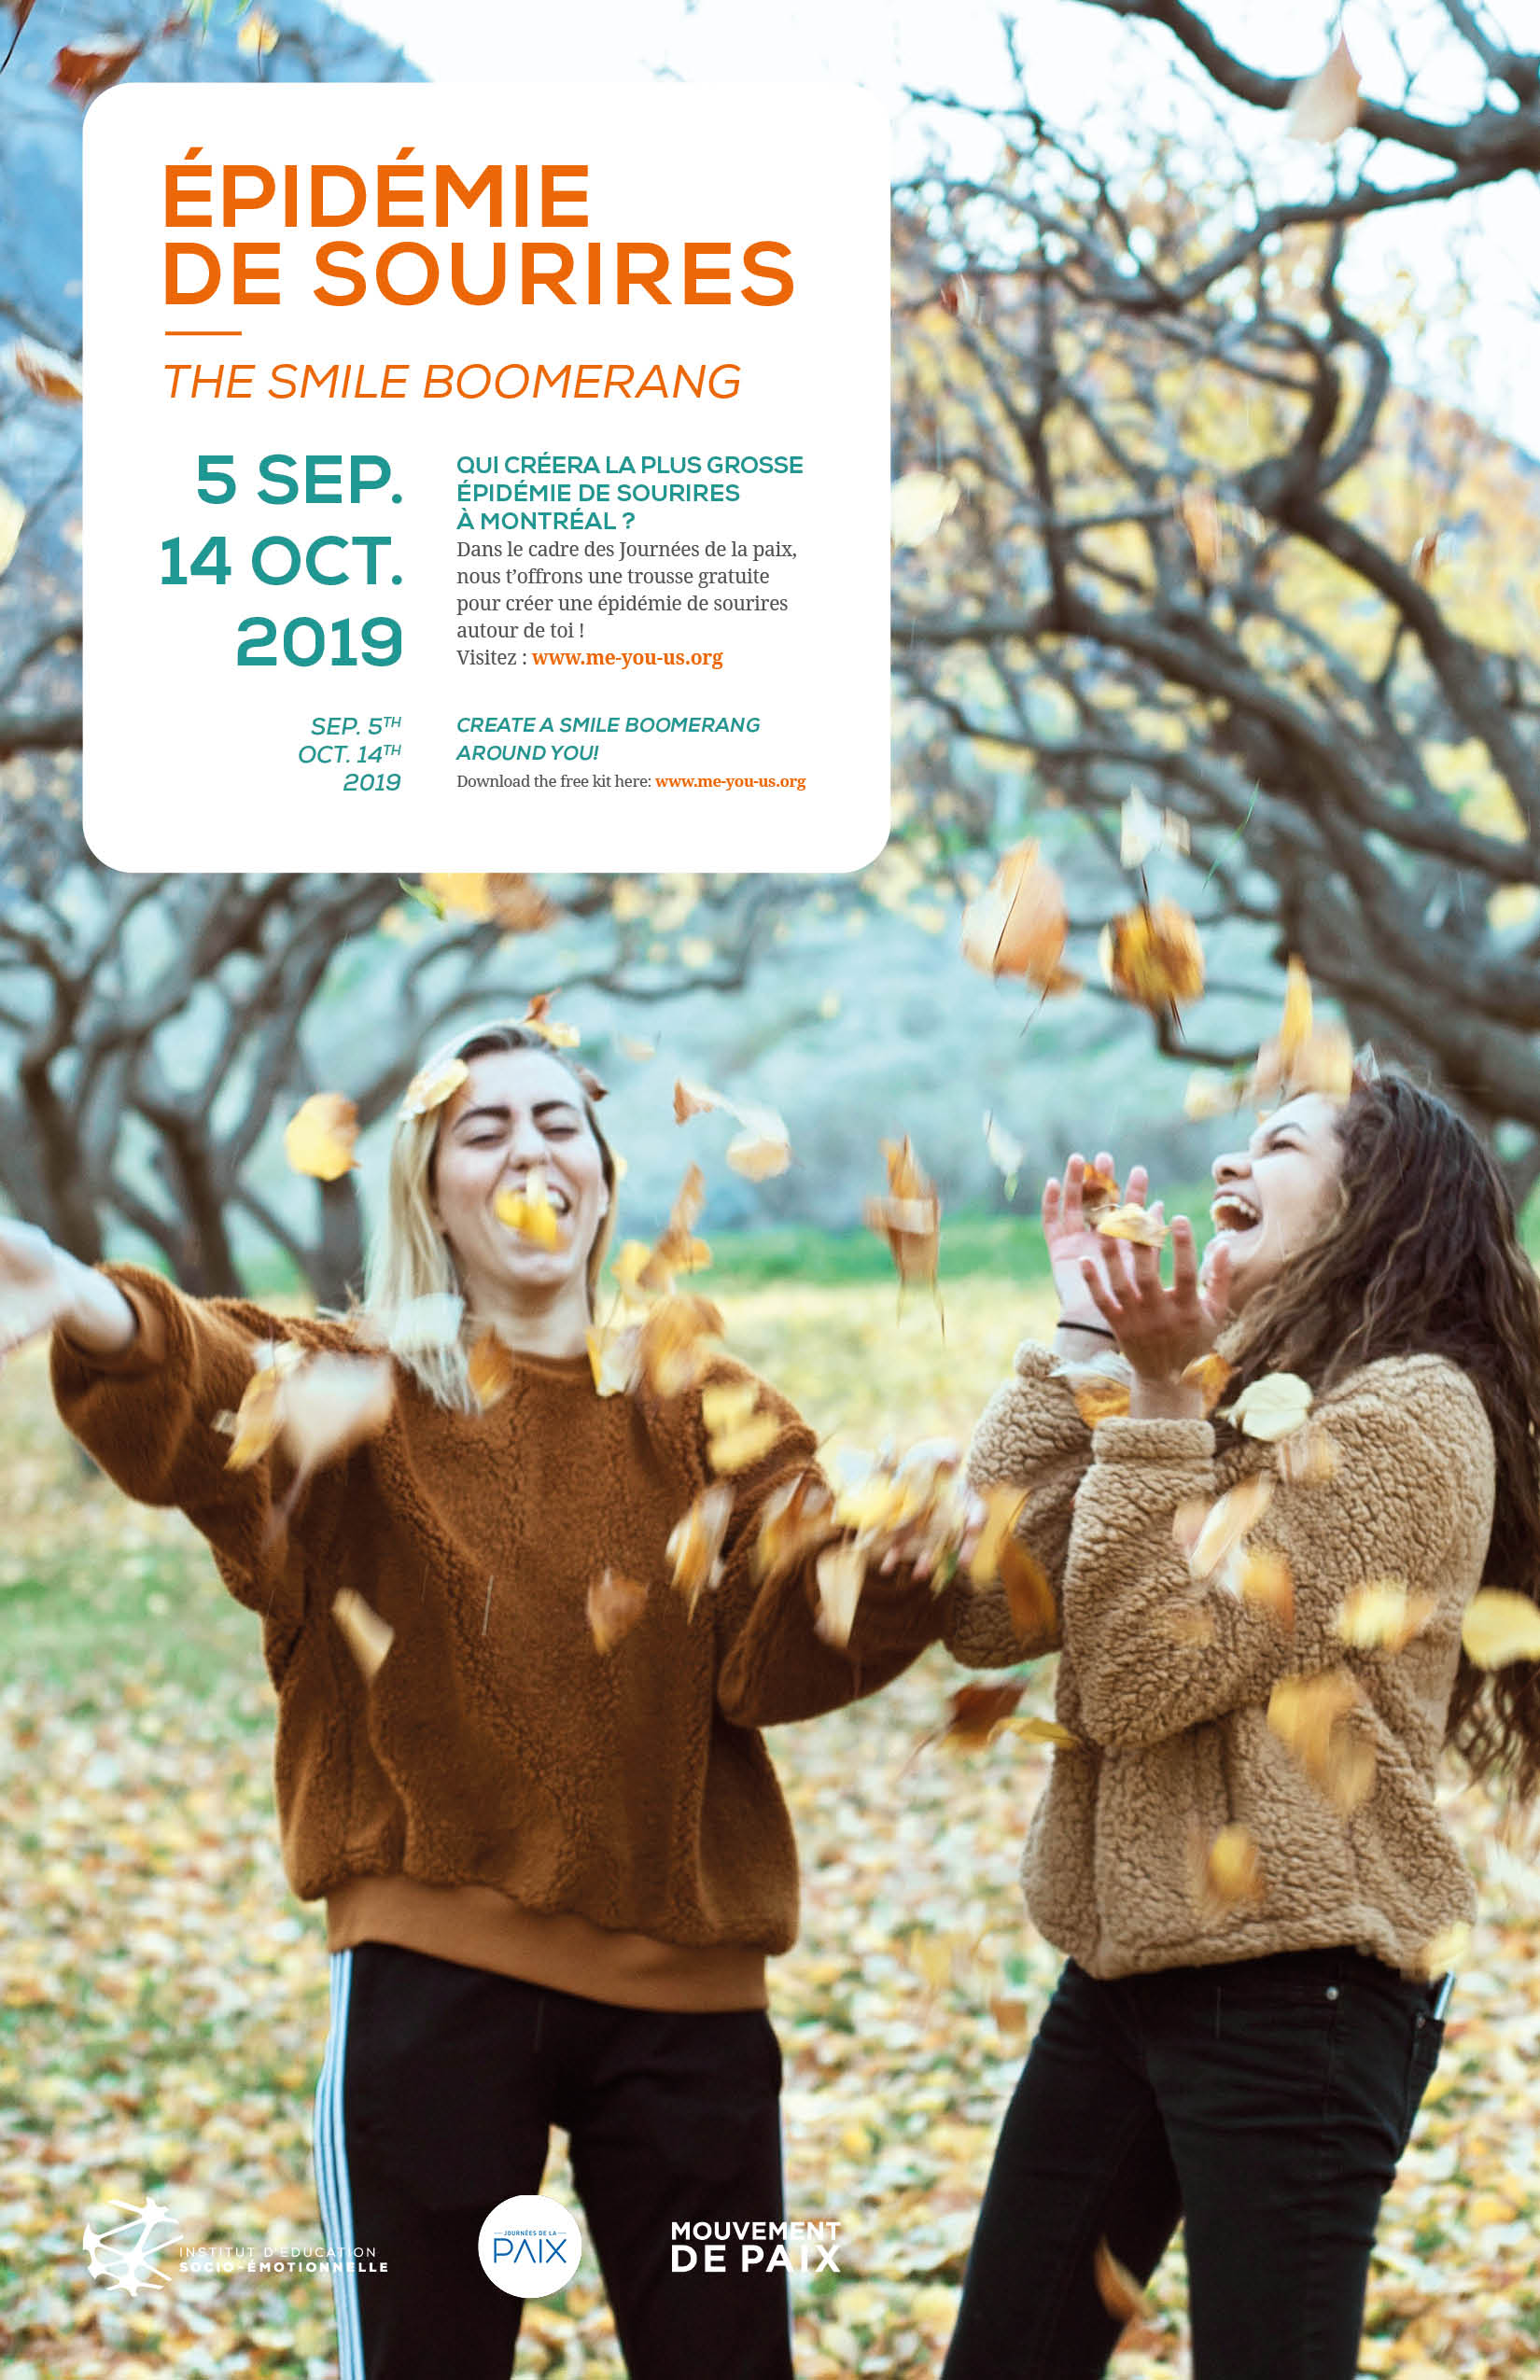 ÉPIDÉMIE
DE SOURIRES
THE SMILE BOOMERANG
5 SEP.
14 OCT.
2019
QUI CRÉERA LA PLUS GROSSE
ÉPIDÉMIE DE SOURIRES
À MONTRÉAL ?
Dans le cadre des Journées de la paix,
nous t’offrons une trousse gratuite
pour créer une épidémie de sourires
autour de toi !
Visitez : www.me-you-us.org
SEP. 5TH
OCT. 14TH
2019
CREATE A SMILE BOOMERANG
AROUND YOU!
Download the free kit here: www.me-you-us.org
INSTITUT D'ÉDUCATION
SOCIO-ÉMOTIONNELLE
JOURNÉES DE LA
PAIX
MOUVEMENT
DE PAIX